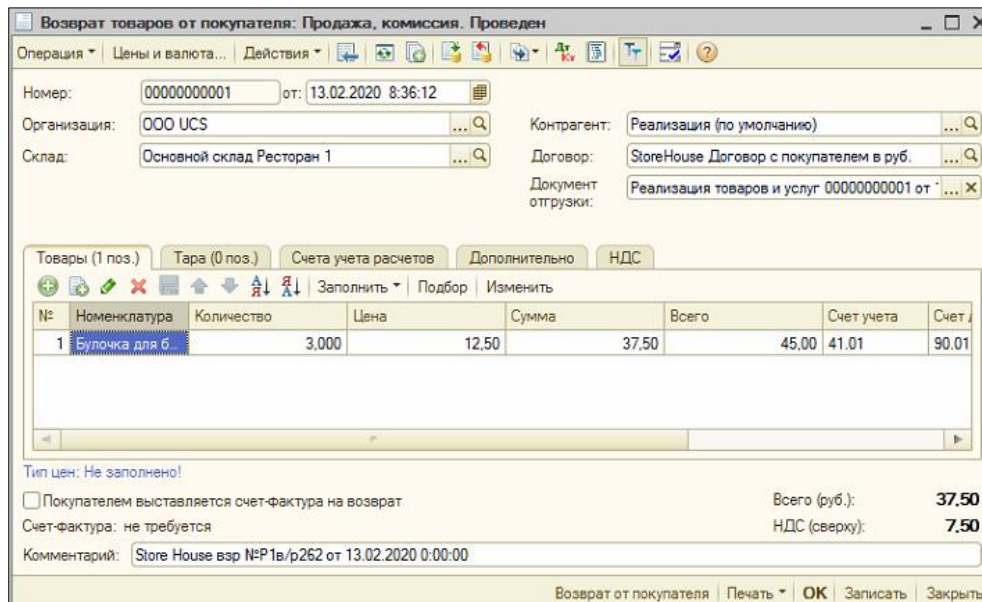 Возврат товаров от покупателя: Продажа, комиссия. Проведен
Операция Цены и валюта... Действия
Номер: 00000000001 от: 13.02.2020 8:36:12
Организация: ООО UCS ... Контрагент: Реализация (по умолчанию) ...
Склад: Основной склад Ресторан 1 ... Договор: StoreHouse Договор с покупателем в руб. ...
Документ отгрузки: Реализация товаров и услуг 00000000001 от ...
Товары (1 поз.) Тара (0 поз.) Счета учета расчетов Дополнительно НДС
Заполнить Подбор Изменить
№ Номенклатура Количество Цена Сумма Всего Счет учета Счет
1 Булочка для б... 3,000 12,50 37,50 45,00 41.01 90.01
Тип цен: Не заполнено!
Покупателем выставляется счет-фактура на возврат Всего (руб.): 37,50
Счет-фактура: не требуется НДС (сверху): 7,50
Комментарий: Store House взр №Р1в/р262 от 13.02.2020 0:00:00
Возврат от покупателя Печать OK Записать Закрыть